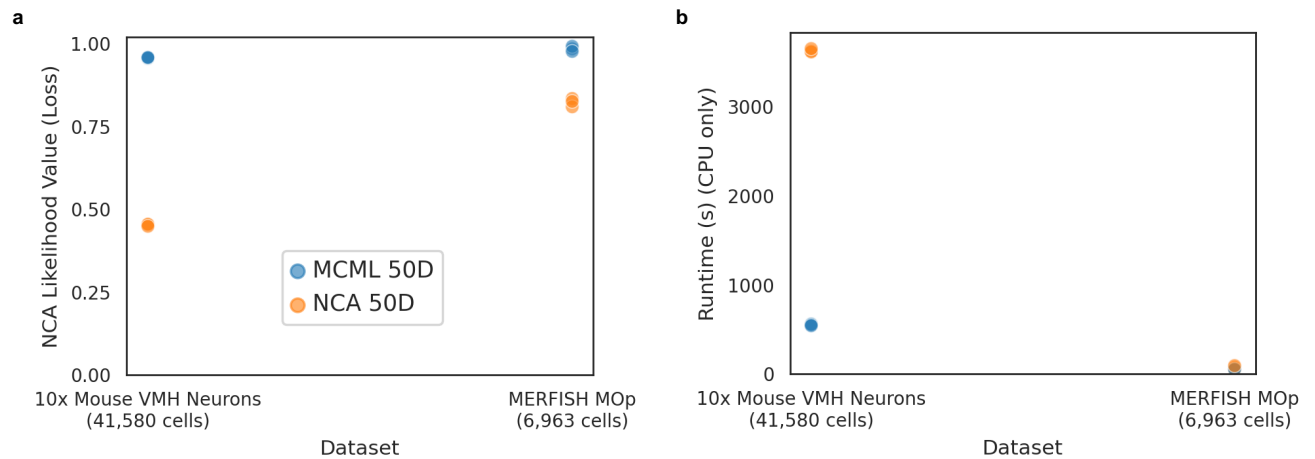 a
NCA Likelihood Value (Loss)
1.00
0.75
0.50
0.25
0.00
MCML 50D
NCA 50D
10x Mouse VMH Neurons
(41,580 cells)
MERFISH MOp
(6,963 cells)
Dataset
b
Runtime (s) (CPU only)
3000
2000
1000
0
10x Mouse VMH Neurons
(41,580 cells)
MERFISH MOp
(6,963 cells)
Dataset